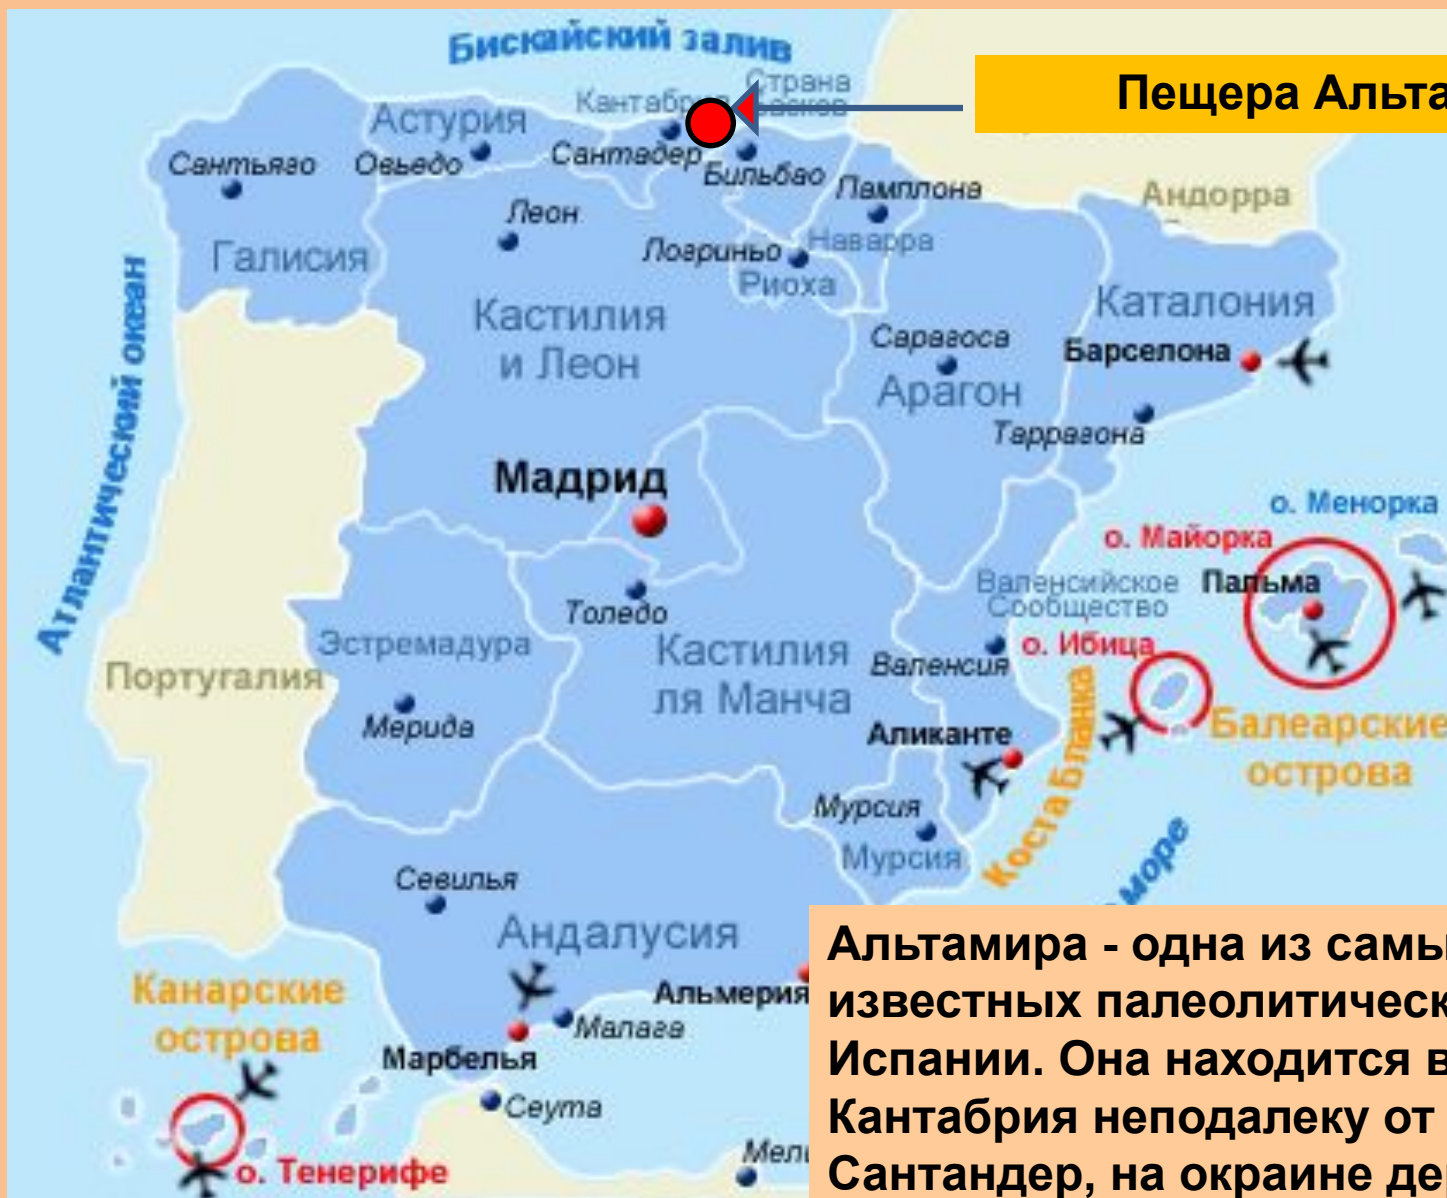 Бискайский залив
Пещера Альта
Страна
Кантабрия
Астурия
Сантьяго
Овьедо
Сантадер
Бильбао
Памплона
Андорра
Леон
Галисия
Логриньо
Наварра
Риоха
Атлантический океан
Кастилия
и Леон
Каталония
Сарагоса
Барселона
Арагон
Таррагона
Мадрид
о. Менорка
о. Майорка
Валенсийское
Сообщество
Пальма
Толедо
Эстремадура
о. Ибица
Португалия
Кастилия
ля Манча
Валенсия
Мерида
Аликанте
Коста Бланка
Балеарские
острова
Мурсия
Мурсия
море
Севилья
Андалусия
Канарские
острова
Альмерия
Малага
Марбелья
Сеута
о. Тенерифе
Мели
Альтамира - одна из самы
известных палеолитическ
Испании. Она находится в
Кантабрия неподалеку от
Сантандер, на окраине де